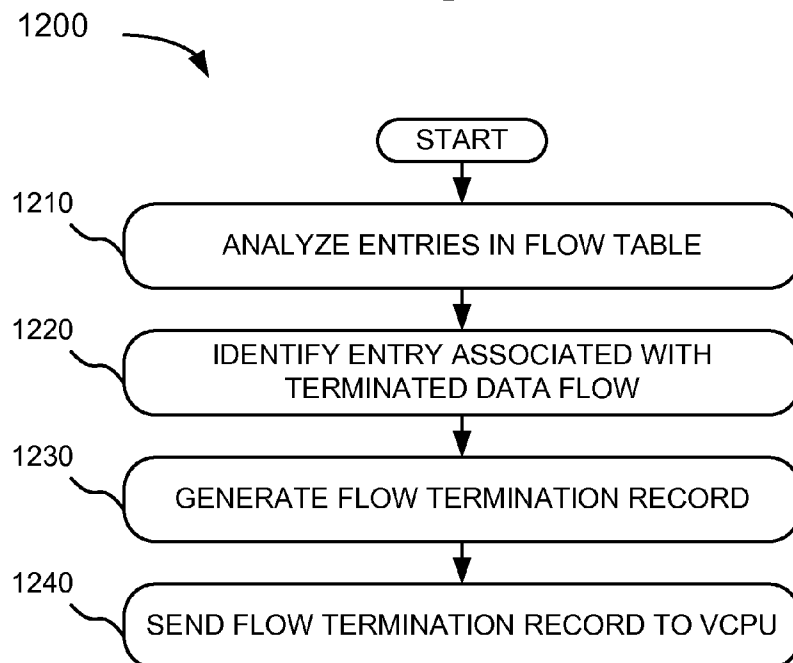 1200
START
1210
ANALYZE ENTRIES IN FLOW TABLE
1220
IDENTIFY ENTRY ASSOCIATED WITH
TERMINATED DATA FLOW
1230
GENERATE FLOW TERMINATION RECORD
1240
SEND FLOW TERMINATION RECORD TO VCPU